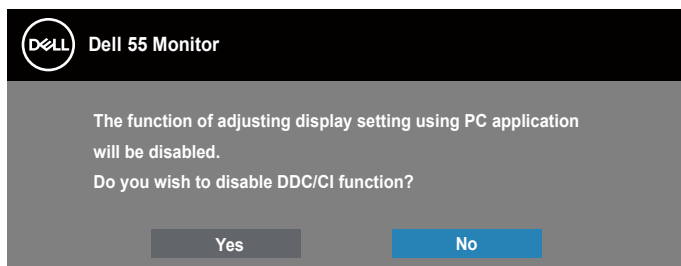 DELL
Dell 55 Monitor
The function of adjusting display setting using PC application
will be disabled.
Do you wish to disable DDC/CI function?
Yes
No